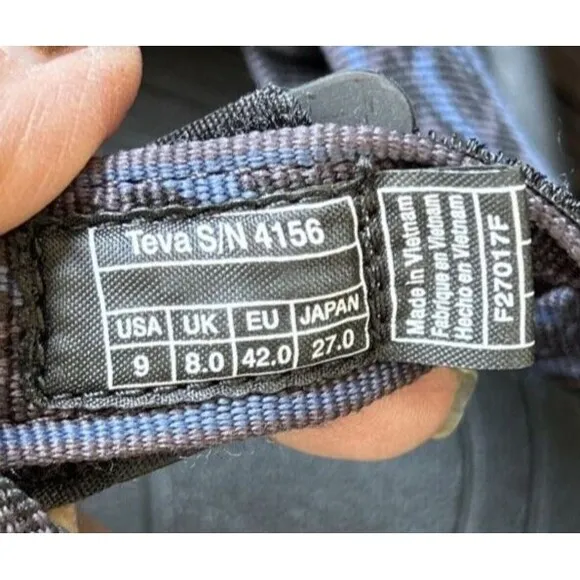 Teva S/N 4156
USA UK EU JAPAN
9 8.0 42.0 27.0
Made in Vietnam
Fabrique en Vietnam
Hecho en Vietnam
F27017F